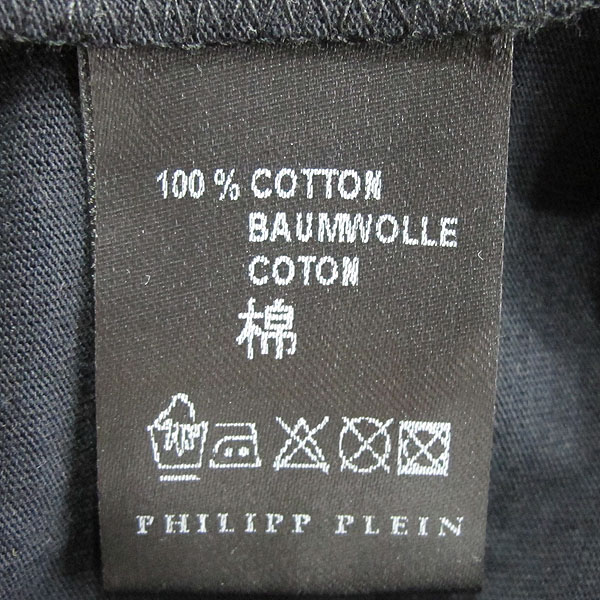 100 % COTTON
BAUMWOLLE
COTON
棉
PHILIPP PLEIN